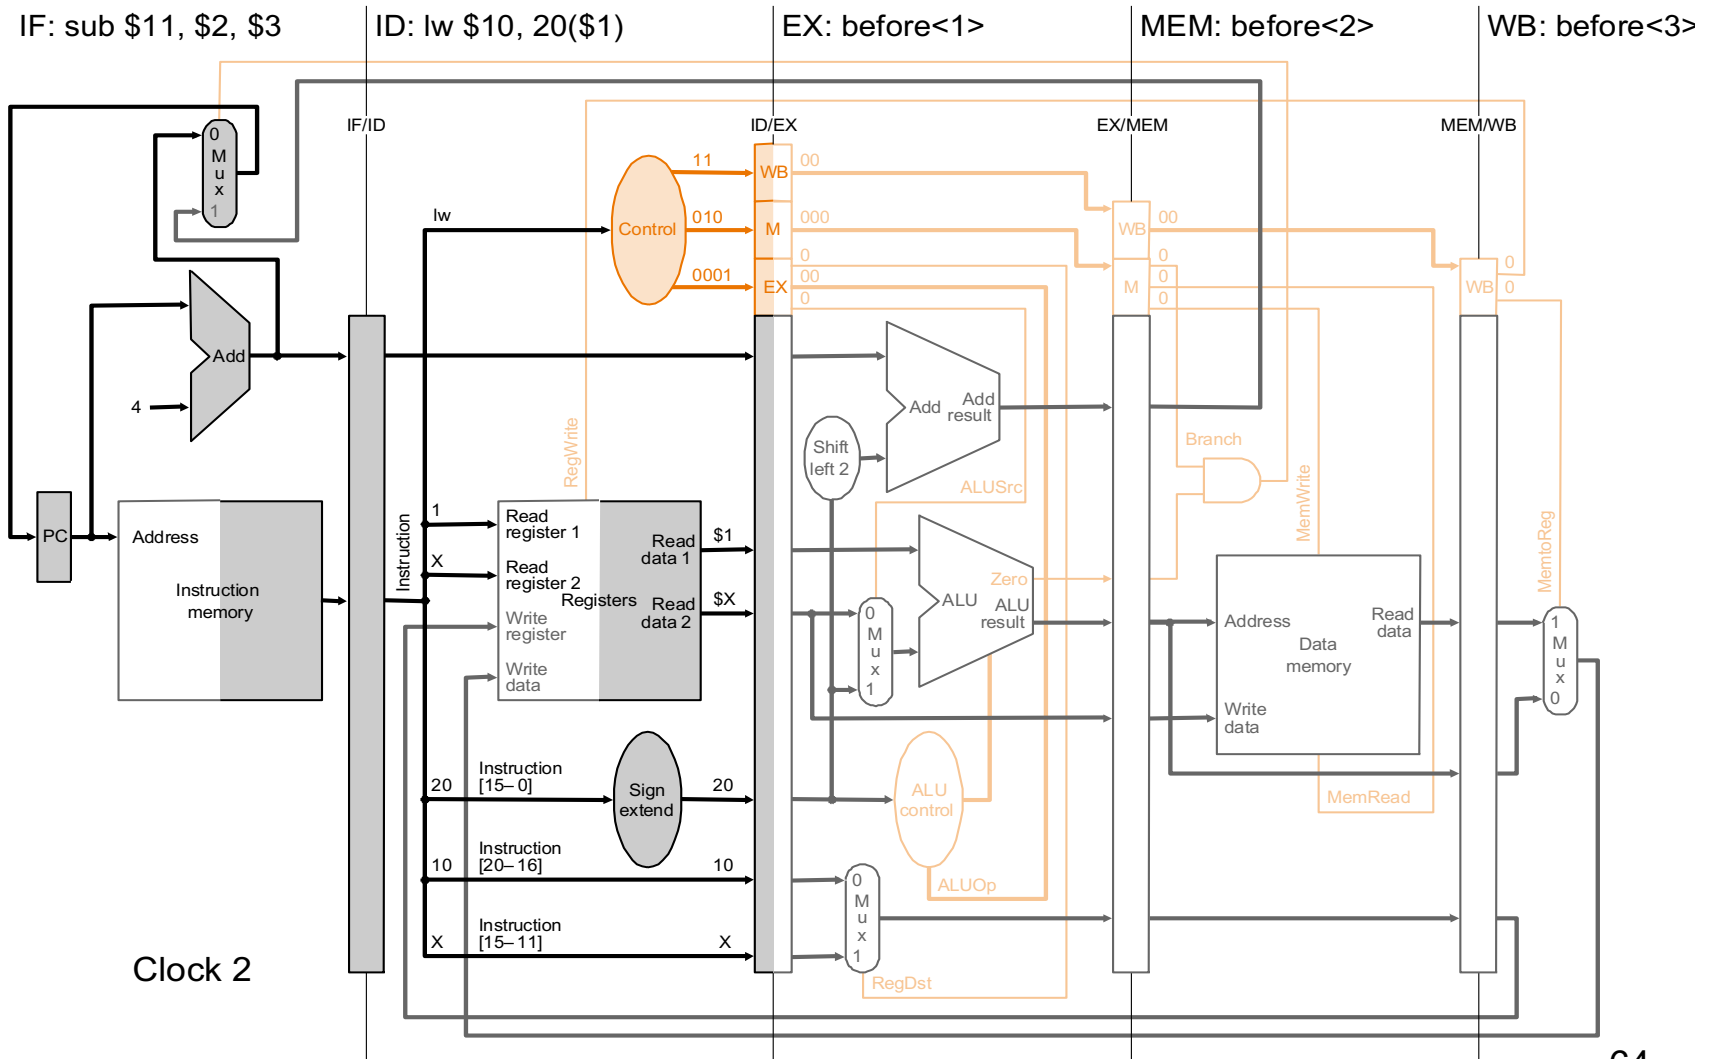 IF: sub $11, $2, $3
ID: lw $10, 20($1)
EX: before<1>
MEM: before<2>
WB: before<3>
IF/ID
ID/EX
EX/MEM
MEM/WB
0
M
u
x
1
lw
Control
11
010
0001
WB
M
EX
00
000
0
00
0
WB
M
00
0
0
0
WB
0
0
Add
4
PC
Address
Instruction
memory
Instruction
RegWrite
1
X
Read
register 1
Read
register 2
Registers
Write
register
Write
data
Read
data 1
Read
data 2
$1
$X
Add
Add
result
Shift
left 2
ALUSrc
Zero
ALU
ALU
result
0
M
u
x
1
Branch
MemWrite
Address
Data
memory
Read
data
Write
data
MemRead
MemtoReg
1
M
u
x
0
20
Instruction
[15–0]
Sign
extend
20
ALU
control
ALUOp
10
Instruction
[20–16]
10
X
Instruction
[15–11]
X
0
M
u
x
1
RegDst
Clock 2